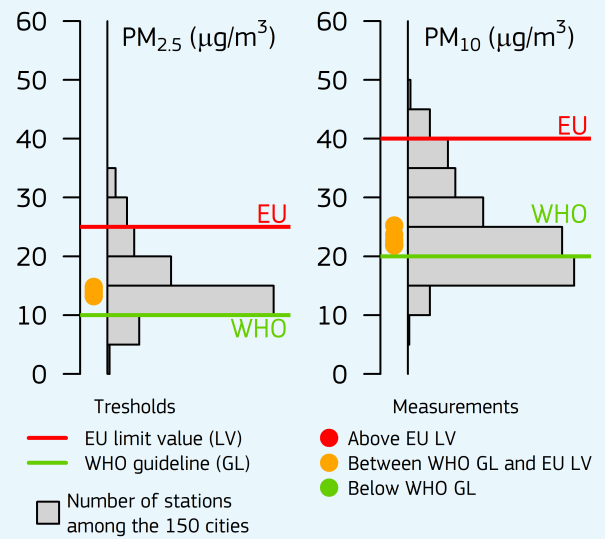 PM2.5 (µg/m³)
60
50
40
30
20
10
0
EU
WHO
PM10 (µg/m³)
60
50
40
30
20
10
0
EU
WHO
Tresholds
EU limit value (LV)
WHO guideline (GL)
Number of stations
among the 150 cities
Measurements
Above EU LV
Between WHO GL and EU LV
Below WHO GL